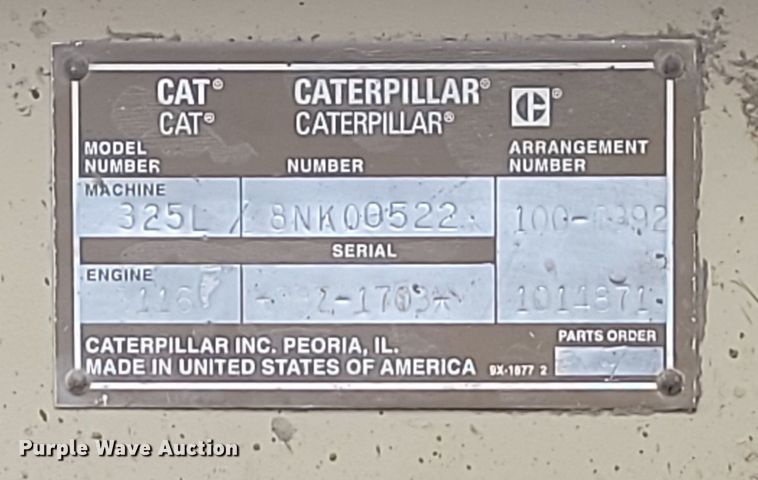 CAT® CATERPILLAR®
CAT® CATERPILLAR®
MODEL NUMBER
NUMBER
ARRANGEMENT NUMBER
MACHINE
325L / 8NK00522
SERIAL
ENGINE
1011871
CATERPILLAR INC. PEORIA, IL.
MADE IN UNITED STATES OF AMERICA 9X-1877 2
PARTS ORDER
Purple Wave Auction